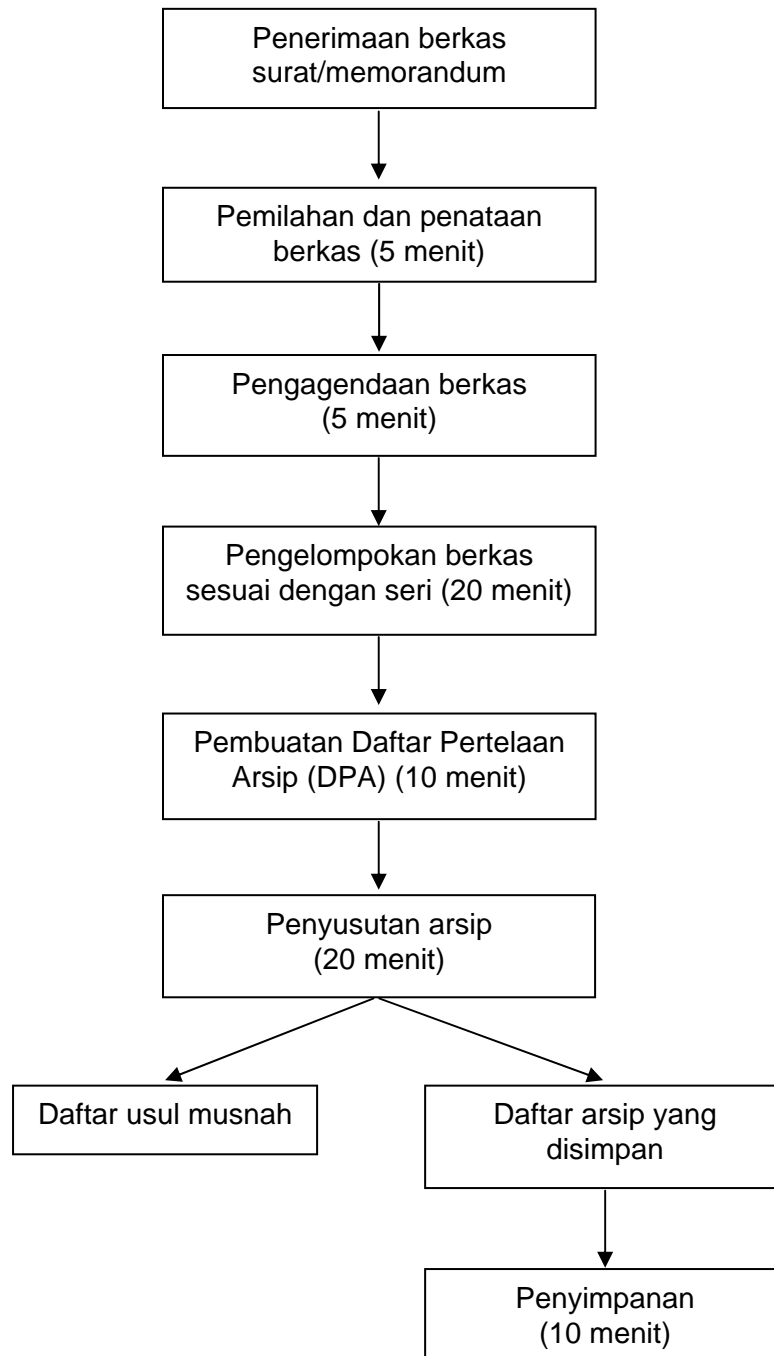 Penerimaan berkas
surat/memorandum
Pemilahan dan penataan
berkas (5 menit)
Pengagendaan berkas
(5 menit)
Pengelompokan berkas
sesuai dengan seri (20 menit)
Pembuatan Daftar Pertelaan
Arsip (DPA) (10 menit)
Penyusutan arsip
(20 menit)
Daftar usul musnah
Daftar arsip yang
disimpan
Penyimpanan
(10 menit)